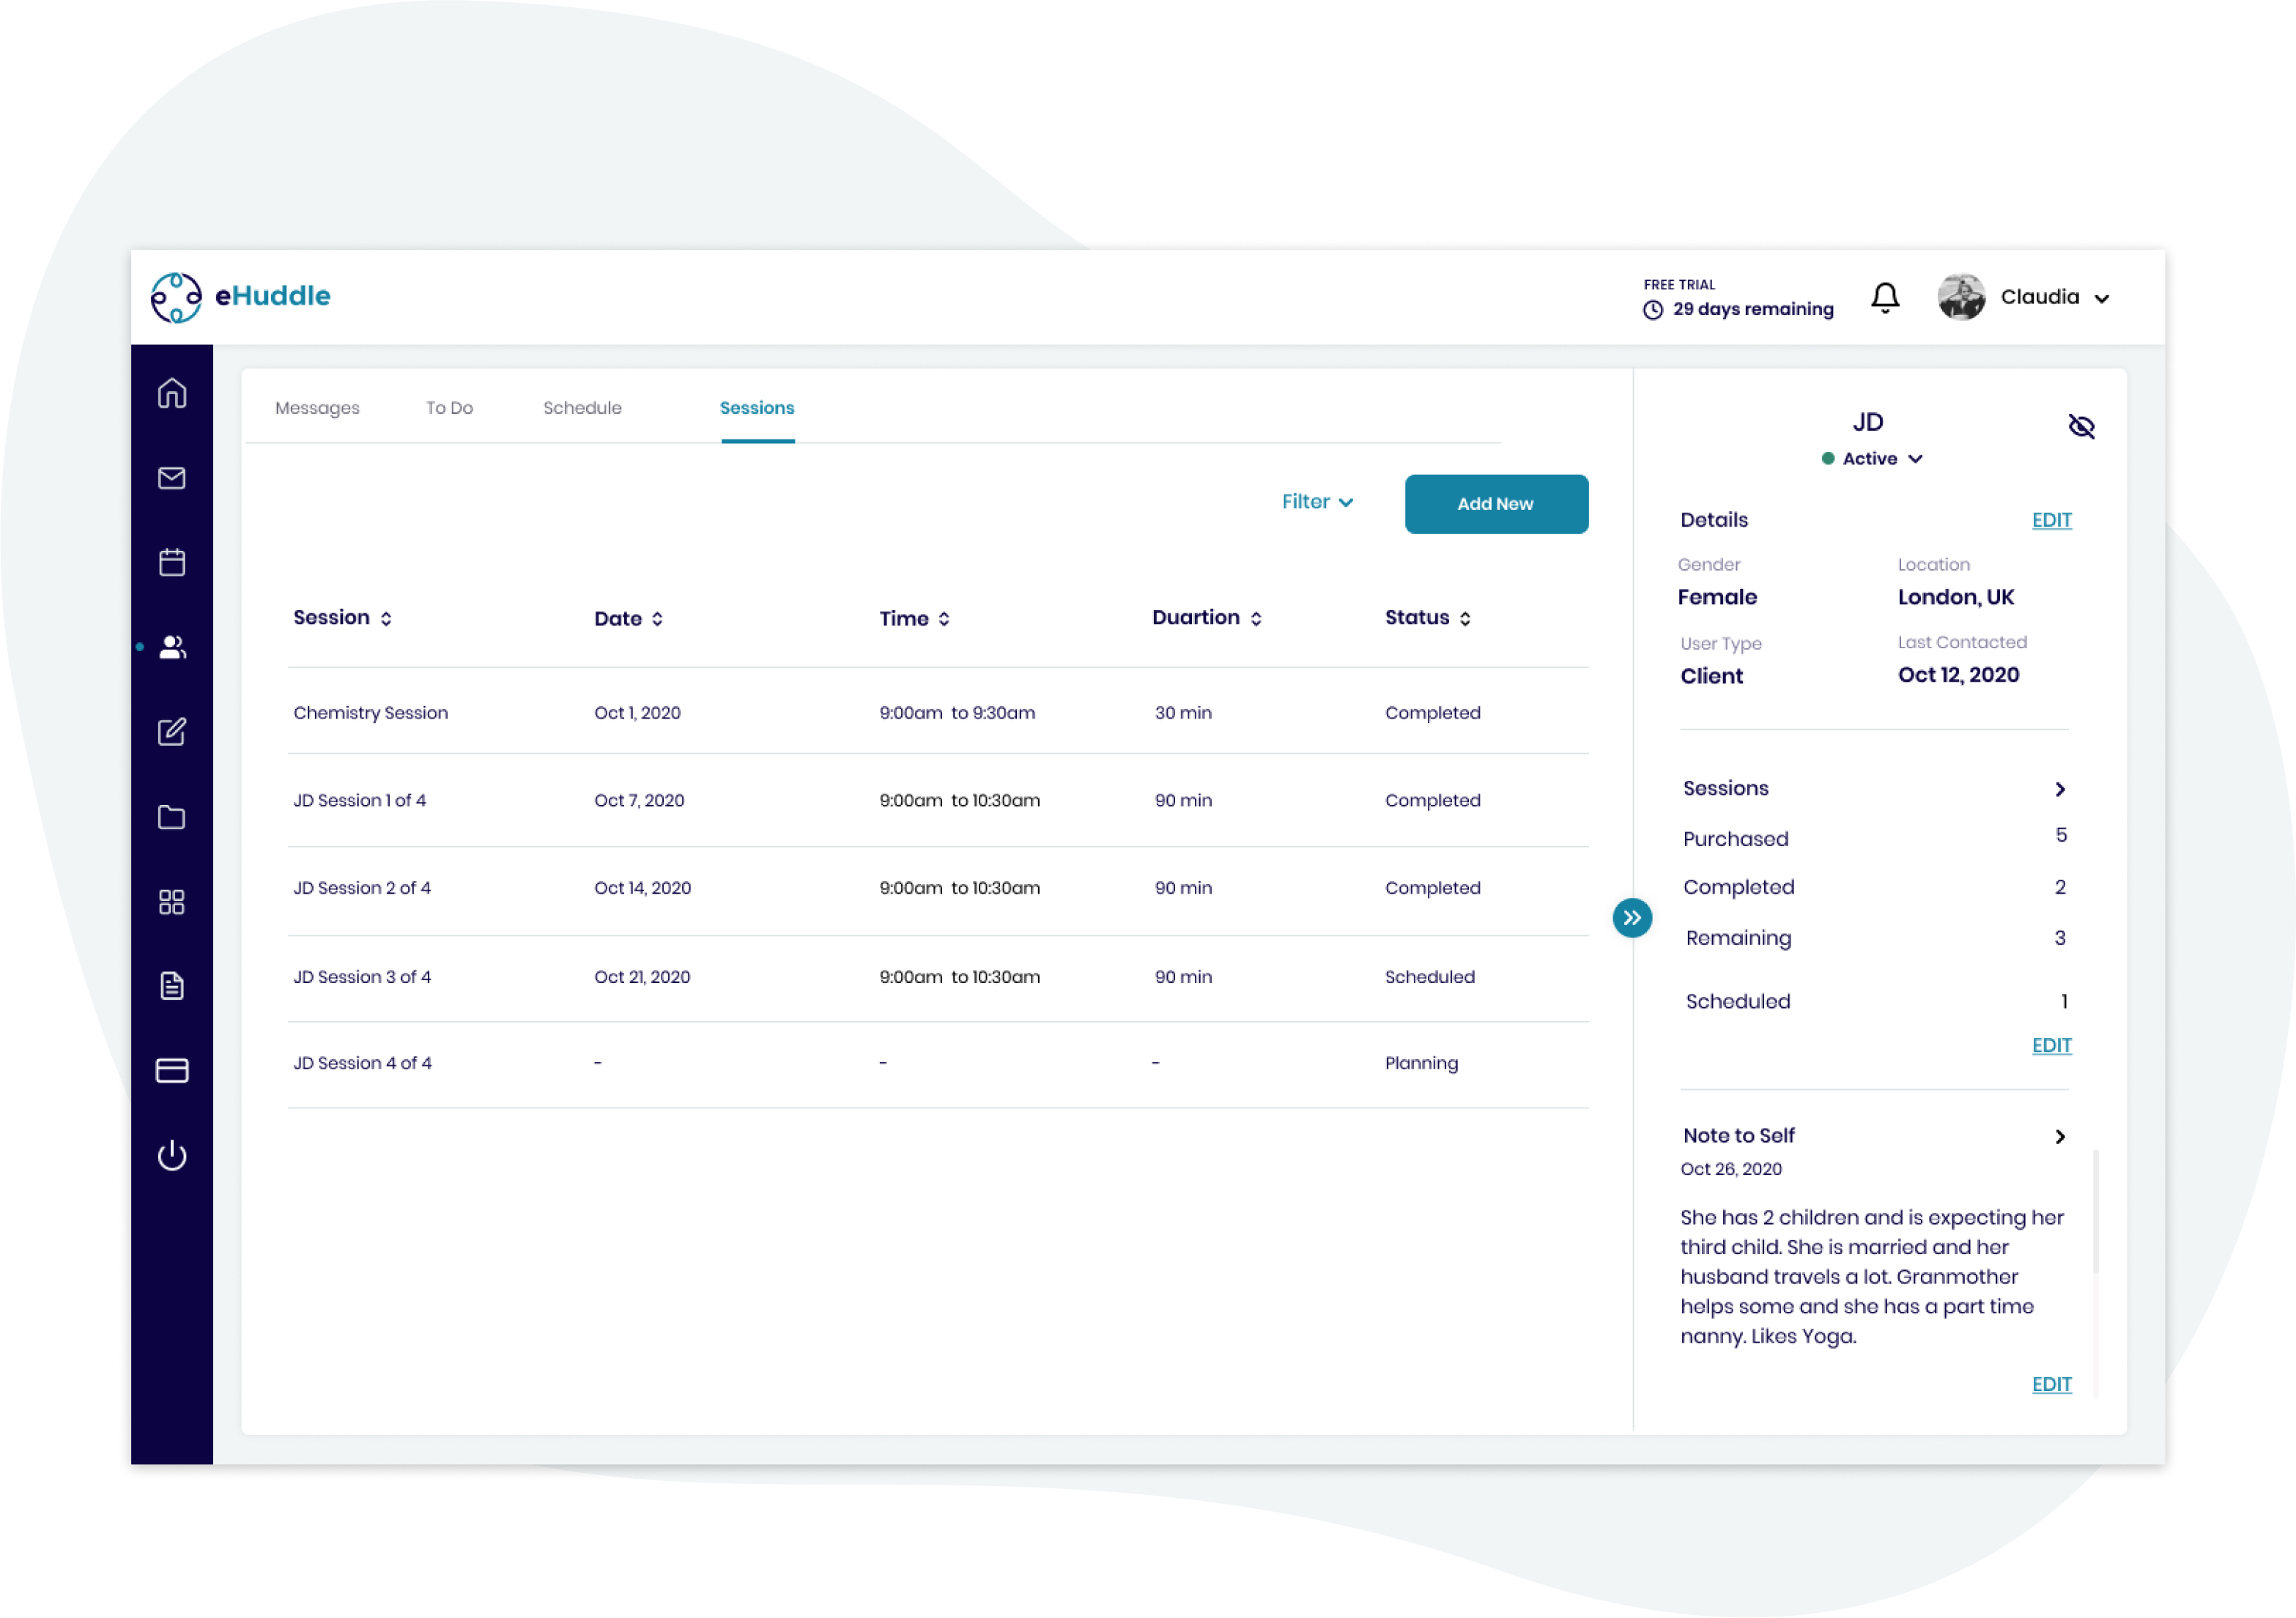 eHuddle
FREE TRIAL
29 days remaining
Claudia
Messages To Do Schedule Sessions
Filter Add New
Session Date Time Duartion Status
Chemistry Session Oct 1, 2020 9:00am to 9:30am 30 min Completed
JD Session 1 of 4 Oct 7, 2020 9:00am to 10:30am 90 min Completed
JD Session 2 of 4 Oct 14, 2020 9:00am to 10:30am 90 min Completed
JD Session 3 of 4 Oct 21, 2020 9:00am to 10:30am 90 min Scheduled
JD Session 4 of 4 - - - Planning
JD
Active
Details EDIT
Gender Location
Female London, UK
User Type Last Contacted
Client Oct 12, 2020
Sessions
Purchased 5
Completed 2
Remaining 3
Scheduled 1
EDIT
Note to Self
Oct 26, 2020
She has 2 children and is expecting her
third child. She is married and her
husband travels a lot. Granmother
helps some and she has a part time
nanny. Likes Yoga.
EDIT